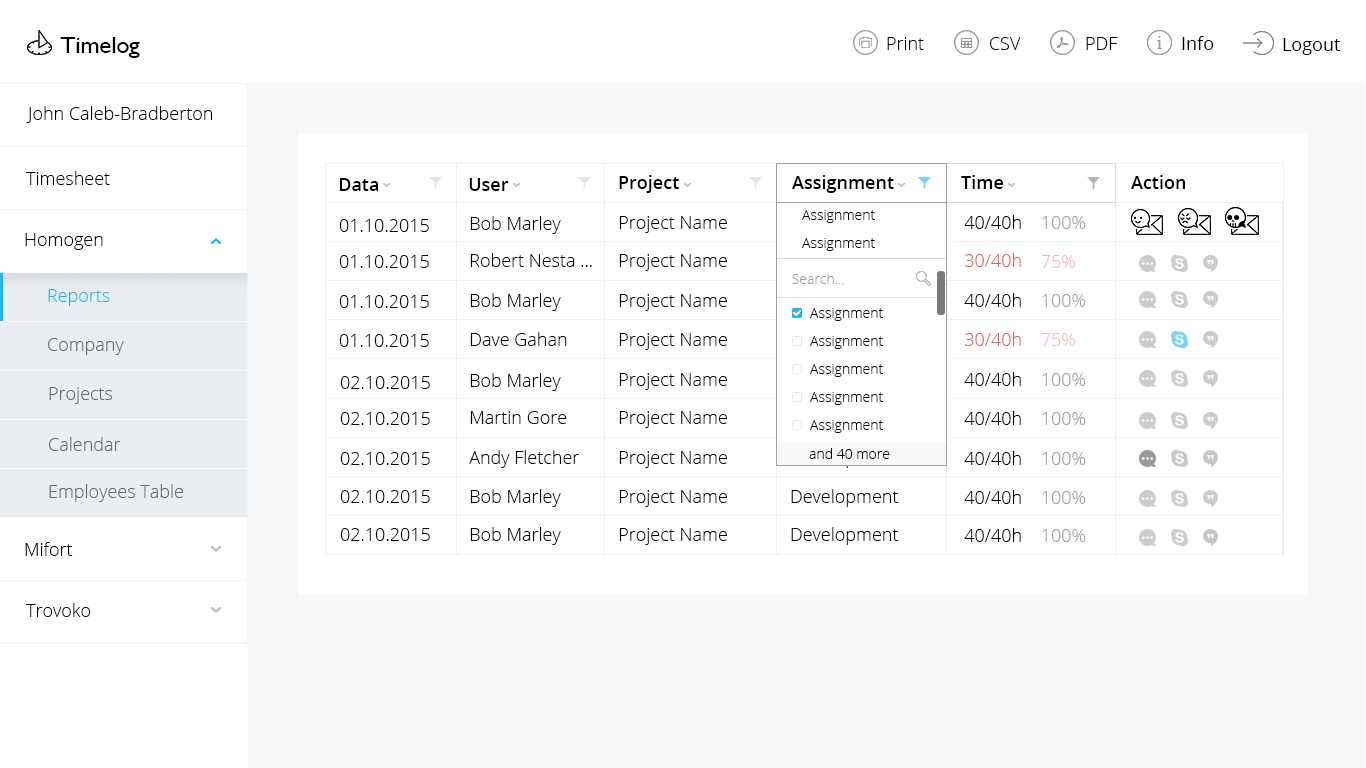 Timelog
Print CSV PDF Info Logout
John Caleb-Bradberton
Timesheet
Homogen
Reports
Company
Projects
Calendar
Employees Table
Mifort
Trovoko
Data User Project Assignment Time Action
01.10.2015 Bob Marley Project Name 40/40h 100%
01.10.2015 Robert Nesta ... Project Name 30/40h 75%
01.10.2015 Bob Marley Project Name 40/40h 100%
01.10.2015 Dave Gahan Project Name 30/40h 75%
02.10.2015 Bob Marley Project Name 40/40h 100%
02.10.2015 Martin Gore Project Name 40/40h 100%
02.10.2015 Andy Fletcher Project Name 40/40h 100%
02.10.2015 Bob Marley Project Name Development 40/40h 100%
02.10.2015 Bob Marley Project Name Development 40/40h 100%
Assignment
Assignment
Search...
Assignment
Assignment
Assignment
Assignment
Assignment
and 40 more